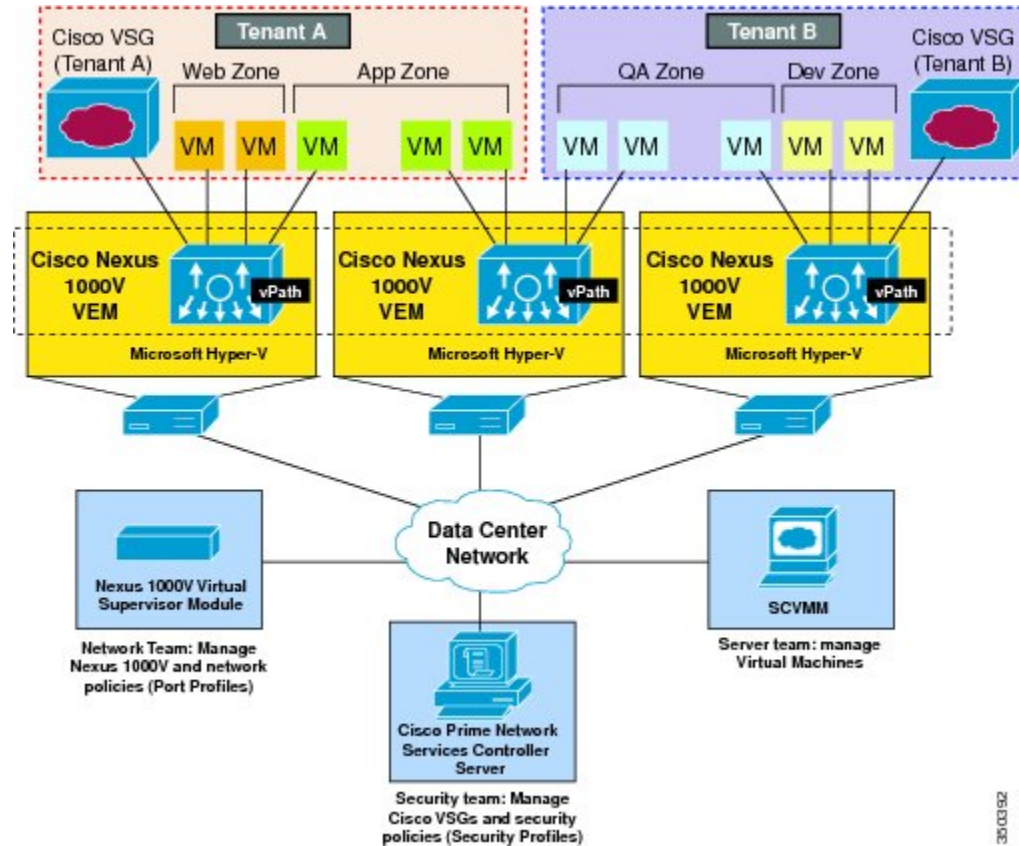 Tenant A
Tenant B
Cisco VSG
(Tenant A)
Web Zone
App Zone
QA Zone
Dev Zone
Cisco VSG
(Tenant B)
VM
VM
VM
VM
VM
VM
VM
VM
VM
VM
Cisco Nexus
1000V
VEM
vPath
Microsoft Hyper-V
Cisco Nexus
1000V
VEM
vPath
Microsoft Hyper-V
Cisco Nexus
1000V
VEM
vPath
Microsoft Hyper-V
Data Center
Network
Nexus 1000V Virtual
Supervisor Module
Network Team: Manage
Nexus 1000V and network
policies (Port Profiles)
SCVMM
Server team: manage
Virtual Machines
Cisco Prime Network
Services Controller
Server
Security team: Manage
Cisco VSGs and security
policies (Security Profiles)
350392